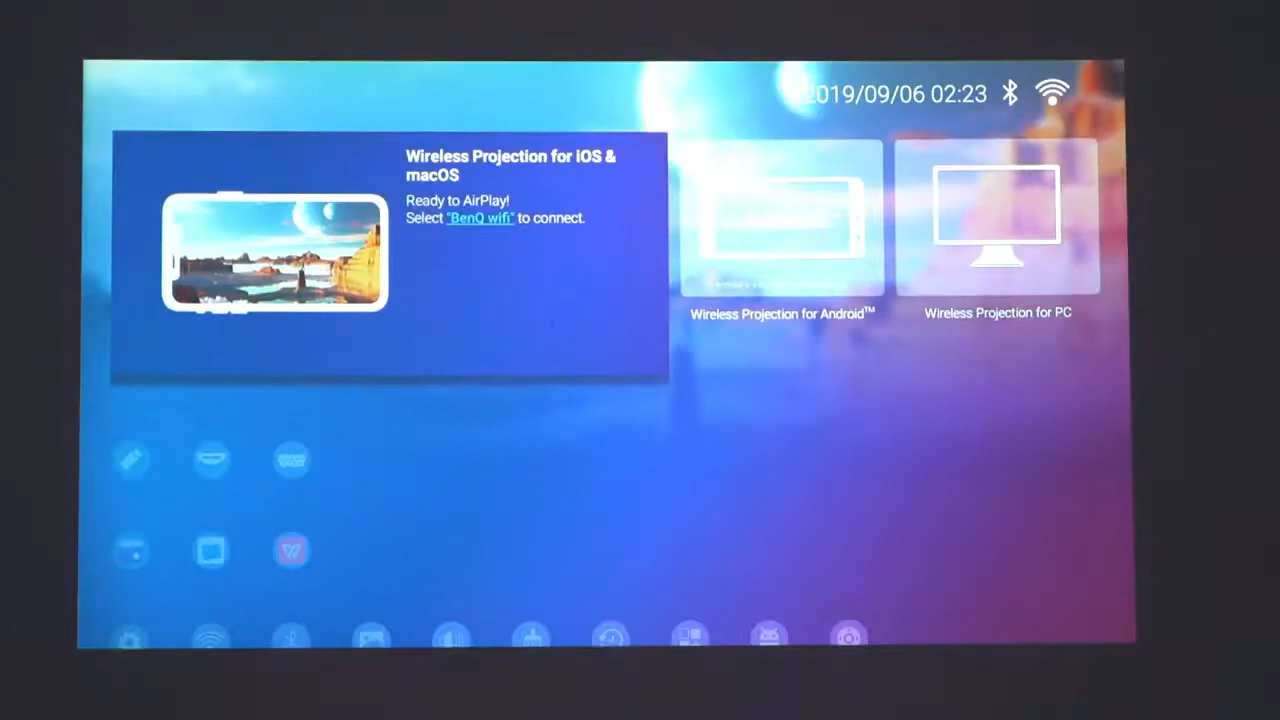 2019/09/06 02:23
Wireless Projection for iOS &
macOS
Ready to AirPlay!
Select "BenQ wifi" to connect.
Wireless Projection for Android™
Wireless Projection for PC